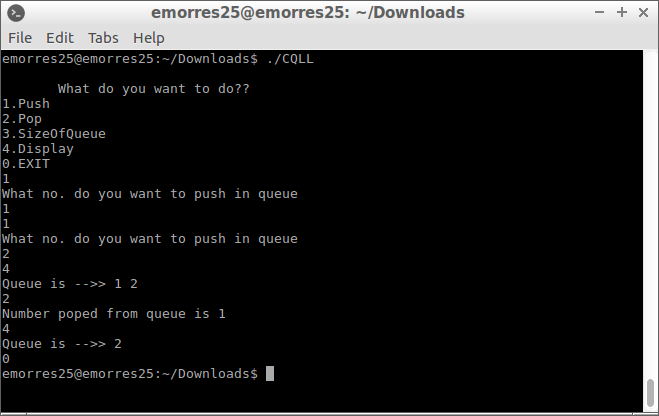 emorres25@emorres25: ~/Downloads
File Edit Tabs Help
emorres25@emorres25:~/Downloads$ ./CQLL
What do you want to do??
1.Push
2.Pop
3.SizeOfQueue
4.Display
0.EXIT
1
What no. do you want to push in queue
1
1
What no. do you want to push in queue
2
4
Queue is -->> 1 2
2
Number poped from queue is 1
4
Queue is -->> 2
0
emorres25@emorres25:~/Downloads$